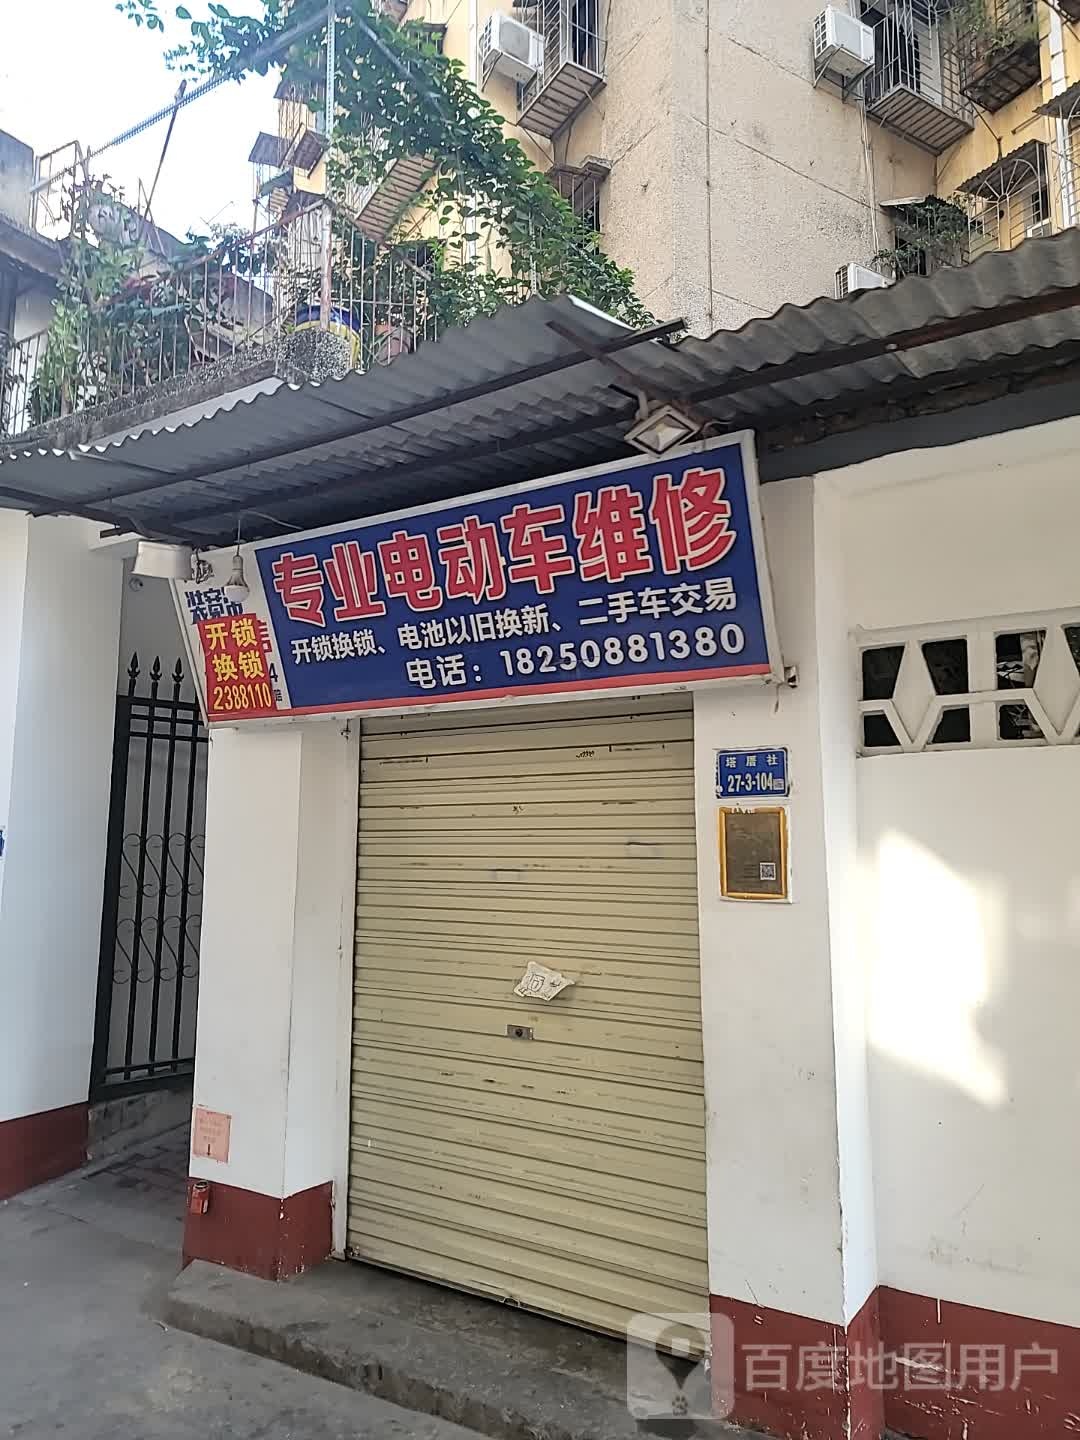 专业电动车维修
开锁换锁、电池以旧换新、二手车交易
电话：18250881380
开锁
换锁
2388110
塔厝社
27-3-104
百度地图用户